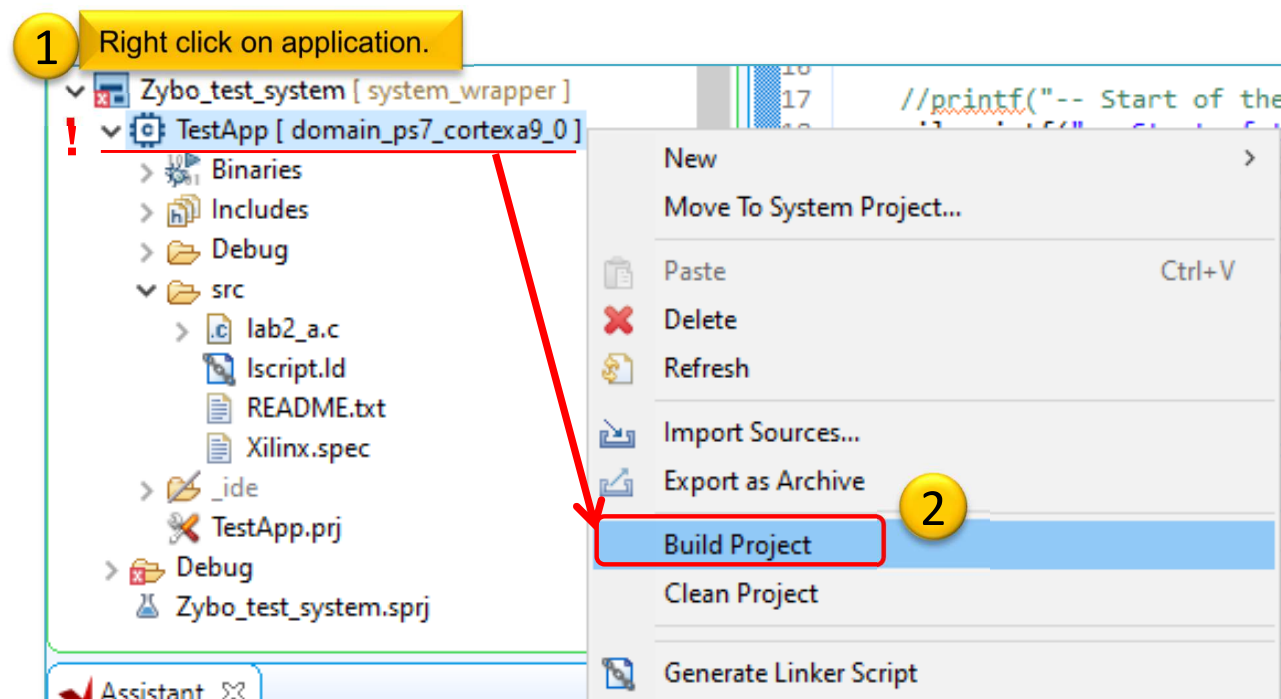 1 Right click on application.
Zybo_test_system [ system_wrapper ]
! TestApp [ domain_ps7_cortexa9_0 ]
Binaries
Includes
Debug
src
lab2_a.c
lscript.ld
README.txt
Xilinx.spec
_ide
TestApp.prj
Debug
Zybo_test_system.sprj
Assistant
16
17 //printf("-- Start of the
18
New
Move To System Project...
Paste Ctrl+V
Delete
Refresh
Import Sources...
Export as Archive
2
Build Project
Clean Project
Generate Linker Script